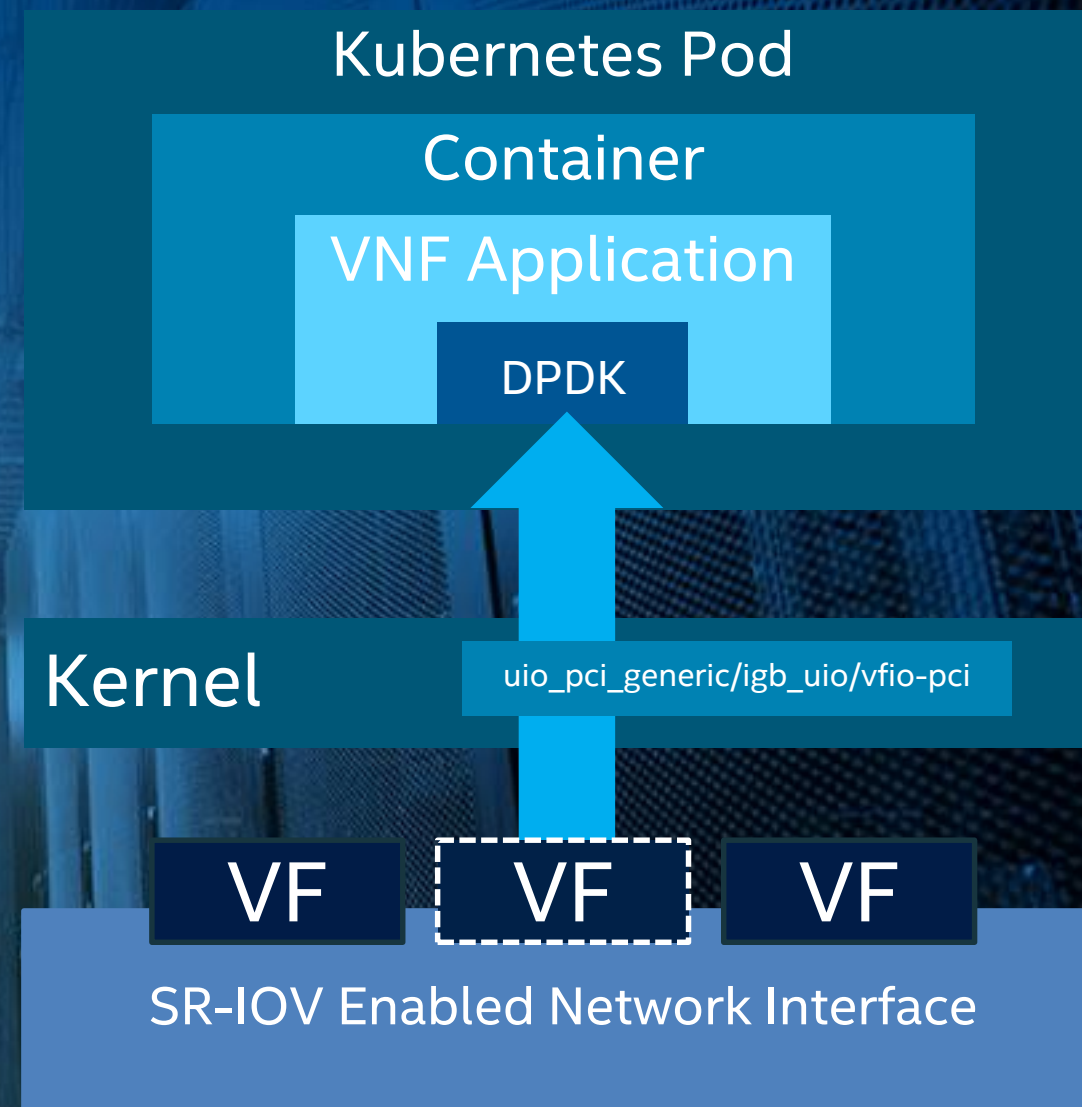 Kubernetes Pod
Container
VNF Application
DPDK
Kernel
uio_pci_generic/igb_uio/vfio-pci
VF
VF
VF
SR-IOV Enabled Network Interface